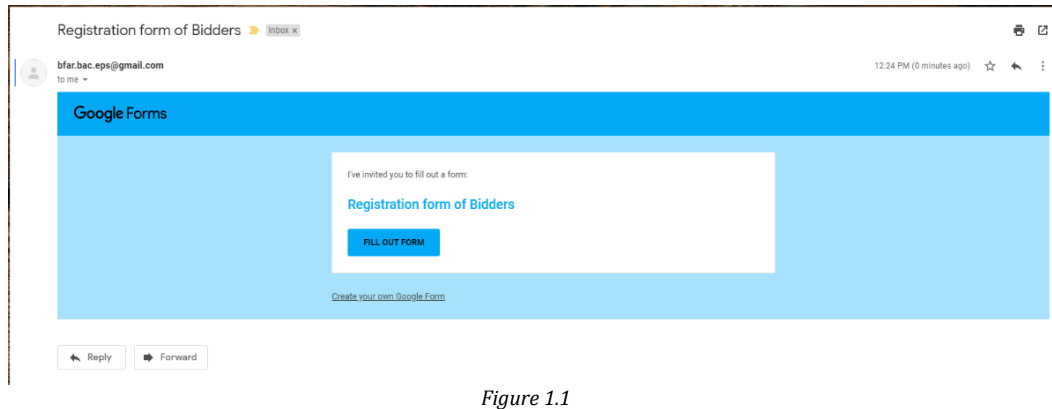 Registration form of Bidders Inbox x
bfar.bac.eps@gmail.com 12:24 PM (0 minutes ago)
to me
Google Forms
I've invited you to fill out a form:
Registration form of Bidders
FILL OUT FORM
Create your own Google Form
Reply Forward
Figure 1.1